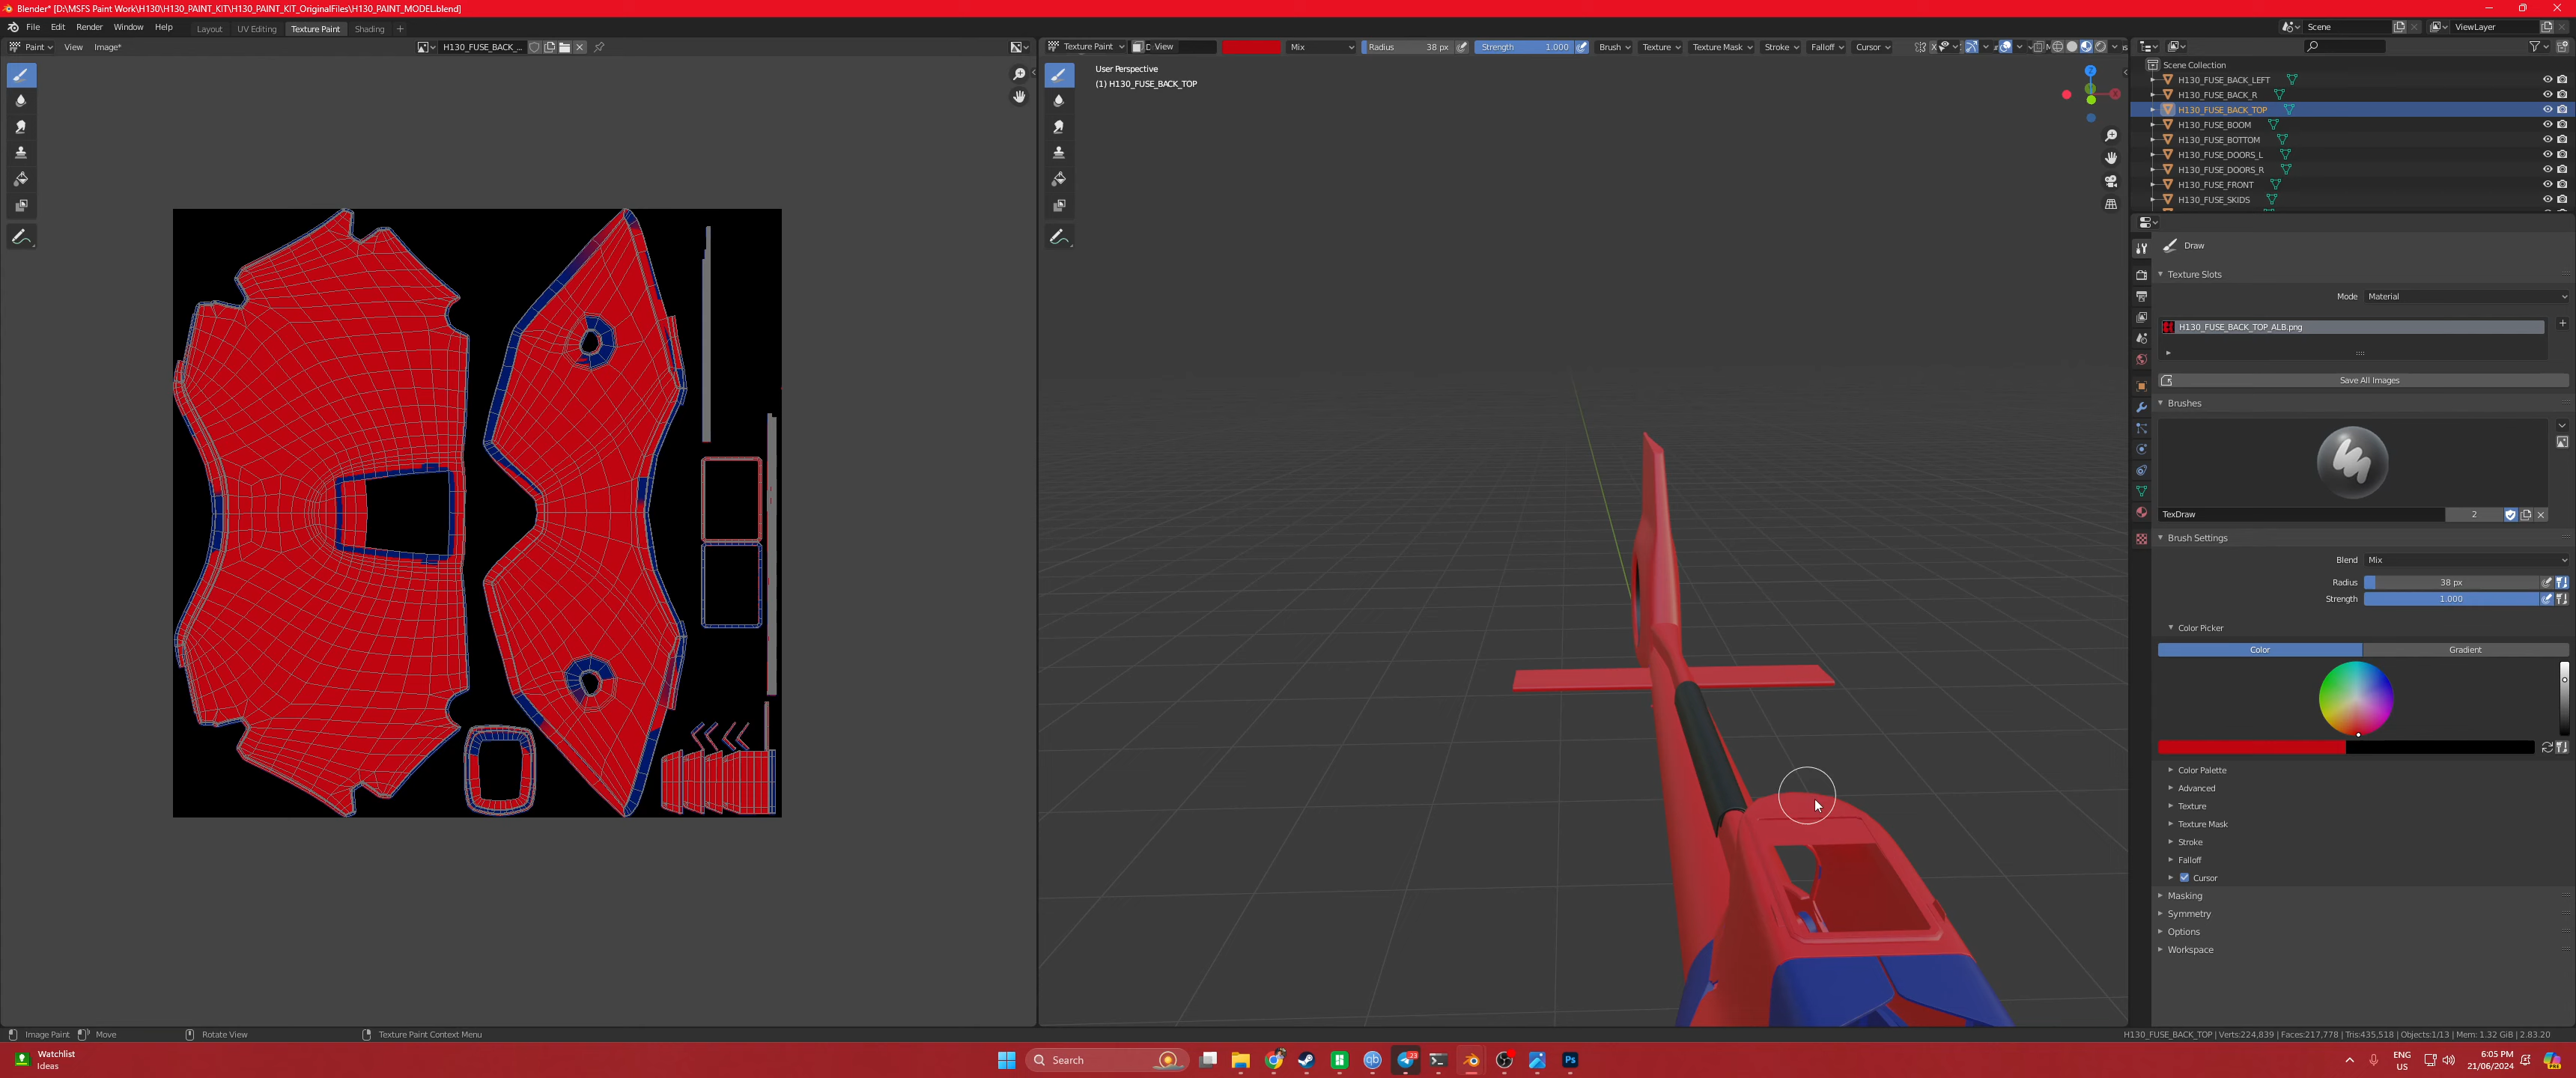 Blender* [D:\MSFS Paint Work\H130\H130_PAINT_KIT\H130_PAINT_KIT_OriginalFiles\H130_PAINT_MODEL.blend]
File Edit Render Window Help Layout UV Editing Texture Paint Shading +
Scene ViewLayer
Paint View Image*
H130_FUSE_BACK_...
Texture Paint View Mix Radius 38 px Strength 1.000 Brush Texture Texture Mask Stroke Falloff Cursor
User Perspective
(1) H130_FUSE_BACK_TOP
Scene Collection
H130_FUSE_BACK_LEFT
H130_FUSE_BACK_R
H130_FUSE_BACK_TOP
H130_FUSE_BOOM
H130_FUSE_BOTTOM
H130_FUSE_DOORS_L
H130_FUSE_DOORS_R
H130_FUSE_FRONT
H130_FUSE_SKIDS
Draw
Texture Slots
Mode Material
H130_FUSE_BACK_TOP_ALB.png
Save All Images
Brushes
TexDraw 2
Brush Settings
Blend Mix
Radius 38 px
Strength 1.000
Color Picker
Color Gradient
Color Palette
Advanced
Texture
Texture Mask
Stroke
Falloff
Cursor
Masking
Symmetry
Options
Workspace
Image Paint Move Rotate View Texture Paint Context Menu
H130_FUSE_BACK_TOP | Verts:224,839 | Faces:217,778 | Tris:435,518 | Objects:1/13 | Mem: 1.32 GiB | 2.83.20
Watchlist
Ideas
Search
23
Ps
ENG
US
6:05 PM
21/06/2024